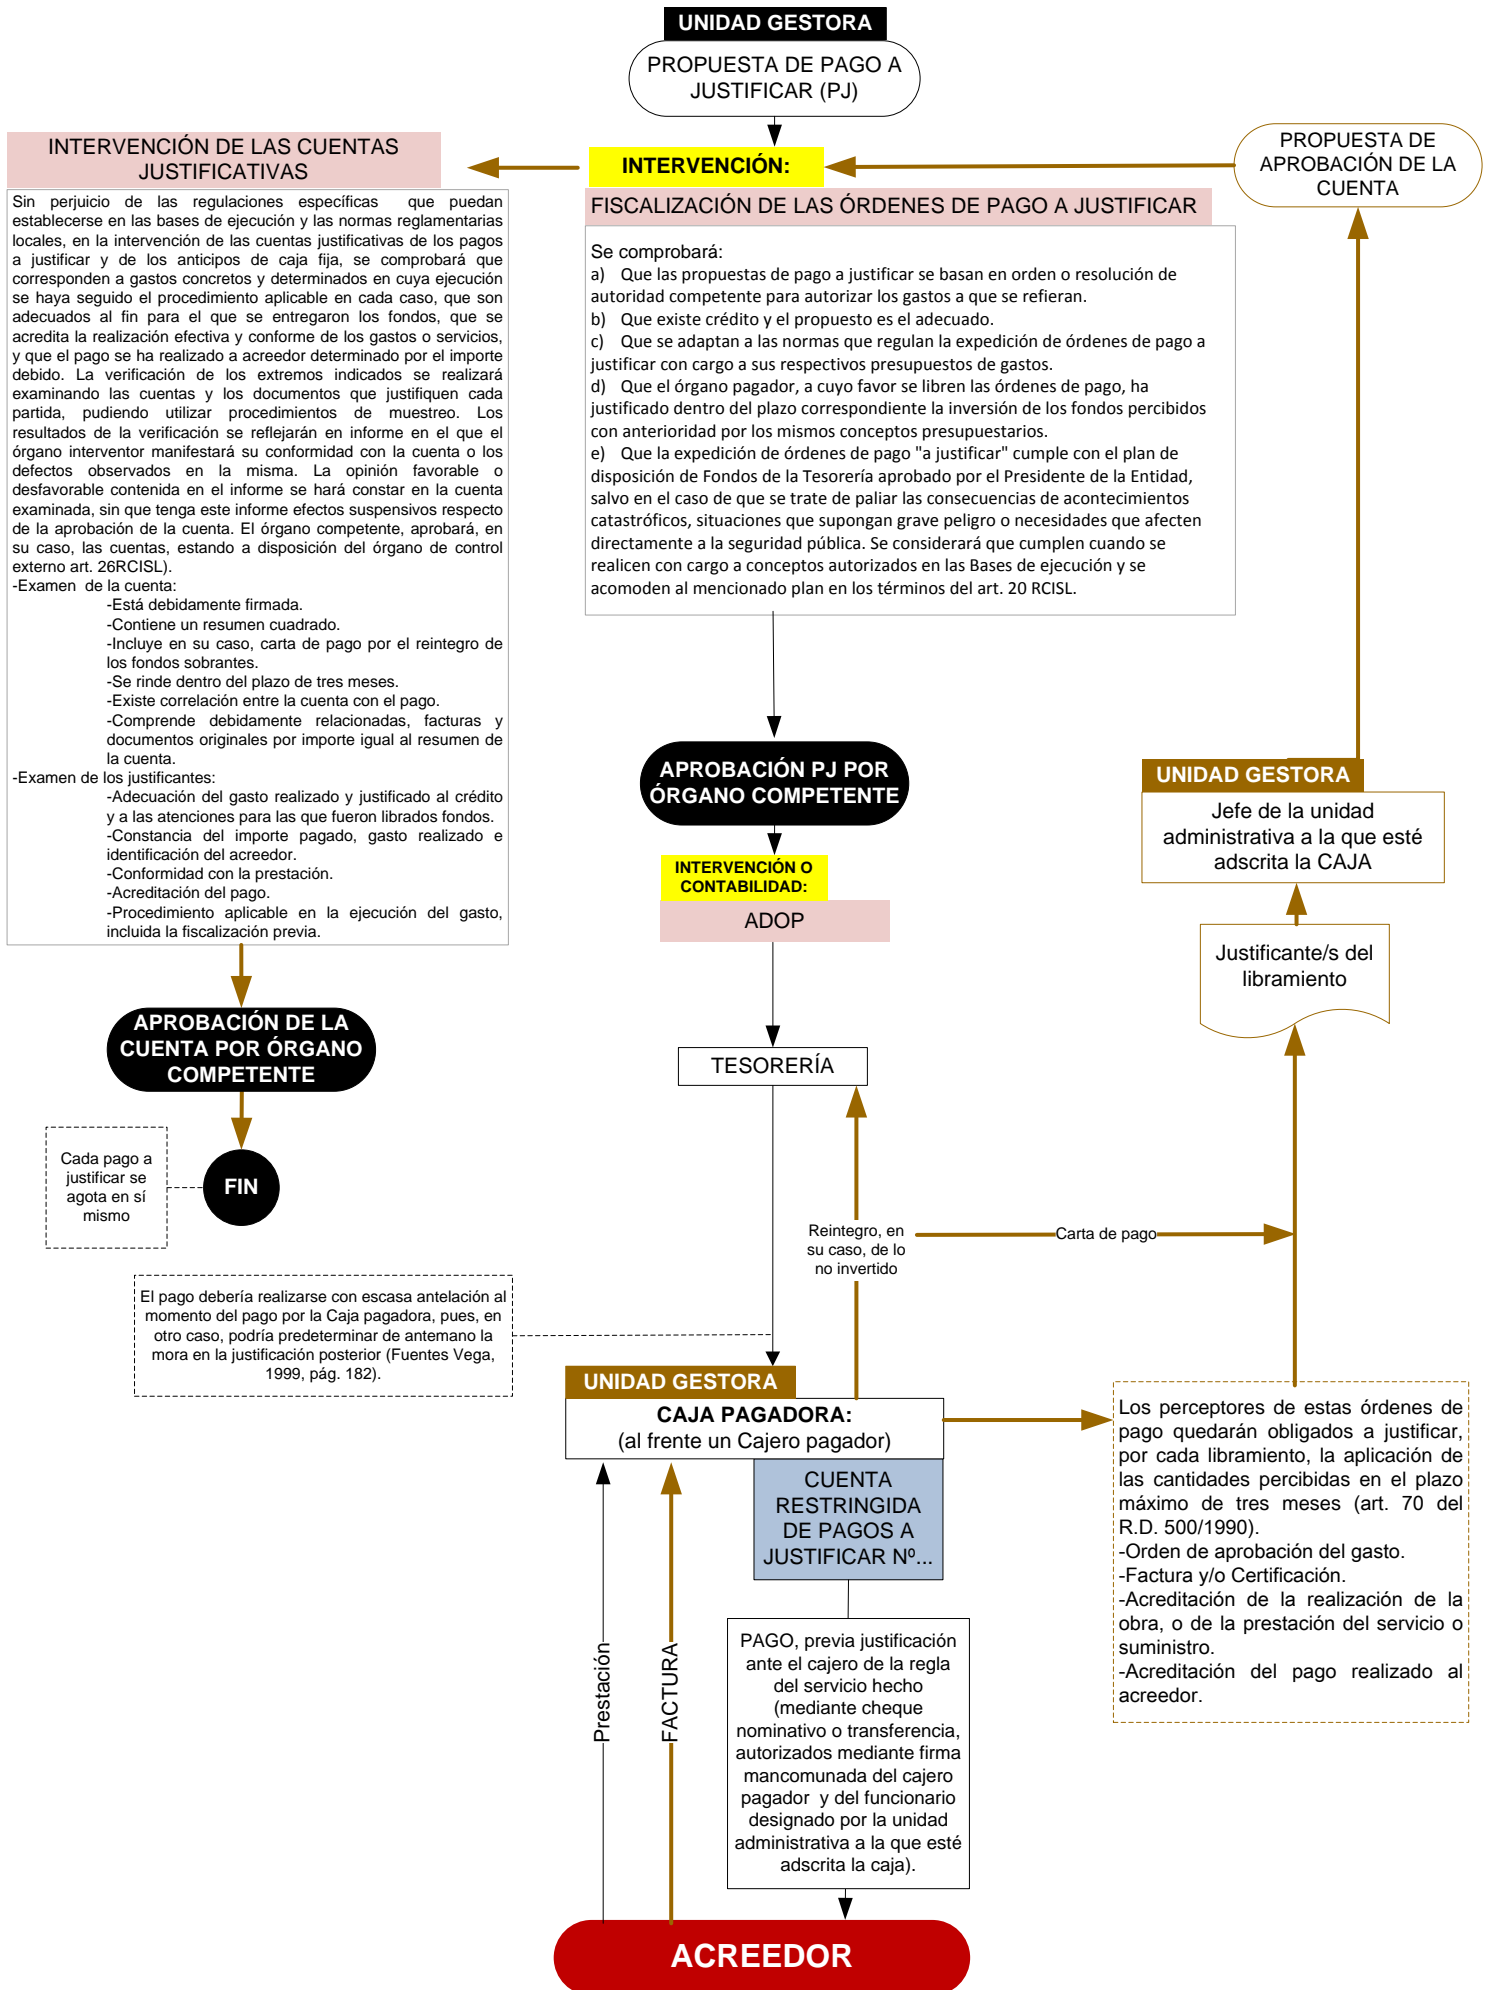 UNIDAD GESTORA
PROPUESTA DE PAGO A
JUSTIFICAR (PJ)
INTERVENCIÓN DE LAS CUENTAS
JUSTIFICATIVAS
Sin perjuicio de las regulaciones específicas que puedan
establecerse en las bases de ejecución y las normas reglamentarias
locales, en la intervención de las cuentas justificativas de los pagos
a justificar y de los anticipos de caja fija, se comprobará que
corresponden a gastos concretos y determinados en cuya ejecución
se haya seguido el procedimiento aplicable en cada caso, que son
adecuados al fin para el que se entregaron los fondos, que se
acredita la realización efectiva y conforme de los gastos o servicios,
y que el pago se ha realizado a acreedor determinado por el importe
debido. La verificación de los extremos indicados se realizará
examinando las cuentas y los documentos que justifiquen cada
partida, pudiendo utilizar procedimientos de muestreo. Los
resultados de la verificación se reflejarán en informe en el que el
órgano interventor manifestará su conformidad con la cuenta o los
defectos observados en la misma. La opinión favorable o
desfavorable contenida en el informe se hará constar en la cuenta
examinada, sin que tenga este informe efectos suspensivos respecto
de la aprobación de la cuenta. El órgano competente, aprobará, en
su caso, las cuentas, estando a disposición del órgano de control
externo art. 26RCISL).
-Examen de la cuenta:
-Está debidamente firmada.
-Contiene un resumen cuadrado.
-Incluye en su caso, carta de pago por el reintegro de
los fondos sobrantes.
-Se rinde dentro del plazo de tres meses.
-Existe correlación entre la cuenta con el pago.
-Comprende debidamente relacionadas, facturas y
documentos originales por importe igual al resumen de
la cuenta.
-Examen de los justificantes:
-Adecuación del gasto realizado y justificado al crédito
y a las atenciones para las que fueron librados fondos.
-Constancia del importe pagado, gasto realizado e
identificación del acreedor.
-Conformidad con la prestación.
-Acreditación del pago.
-Procedimiento aplicable en la ejecución del gasto,
incluida la fiscalización previa.
APROBACIÓN DE LA
CUENTA POR ÓRGANO
COMPETENTE
FIN
Cada pago a
justificar se
agota en sí
mismo
INTERVENCIÓN:
FISCALIZACIÓN DE LAS ÓRDENES DE PAGO A JUSTIFICAR
Se comprobará:
a) Que las propuestas de pago a justificar se basan en orden o resolución de
autoridad competente para autorizar los gastos a que se refieran.
b) Que existe crédito y el propuesto es el adecuado.
c) Que se adaptan a las normas que regulan la expedición de órdenes de pago a
justificar con cargo a sus respectivos presupuestos de gastos.
d) Que el órgano pagador, a cuyo favor se libren las órdenes de pago, ha
justificado dentro del plazo correspondiente la inversión de los fondos percibidos
con anterioridad por los mismos conceptos presupuestarios.
e) Que la expedición de órdenes de pago "a justificar" cumple con el plan de
disposición de Fondos de la Tesorería aprobado por el Presidente de la Entidad,
salvo en el caso de que se trate de paliar las consecuencias de acontecimientos
catastróficos, situaciones que supongan grave peligro o necesidades que afecten
directamente a la seguridad pública. Se considerará que cumplen cuando se
realicen con cargo a conceptos autorizados en las Bases de ejecución y se
acomoden al mencionado plan en los términos del art. 20 RCISL.
APROBACIÓN PJ POR
ÓRGANO COMPETENTE
INTERVENCIÓN O
CONTABILIDAD:
ADOP
TESORERÍA
Reintegro, en
su caso, de lo
no invertido
Carta de pago
El pago debería realizarse con escasa antelación al
momento del pago por la Caja pagadora, pues, en
otro caso, podría predeterminar de antemano la
mora en la justificación posterior (Fuentes Vega,
1999, pág. 182).
UNIDAD GESTORA
CAJA PAGADORA:
(al frente un Cajero pagador)
CUENTA
RESTRINGIDA
DE PAGOS A
JUSTIFICAR Nº...
Prestación
FACTURA
PAGO, previa justificación
ante el cajero de la regla
del servicio hecho
(mediante cheque
nominativo o transferencia,
autorizados mediante firma
mancomunada del cajero
pagador y del funcionario
designado por la unidad
administrativa a la que esté
adscrita la caja).
ACREEDOR
PROPUESTA DE
APROBACIÓN DE LA
CUENTA
UNIDAD GESTORA
Jefe de la unidad
administrativa a la que esté
adscrita la CAJA
Justificante/s del
libramiento
Los perceptores de estas órdenes de
pago quedarán obligados a justificar,
por cada libramiento, la aplicación de
las cantidades percibidas en el plazo
máximo de tres meses (art. 70 del
R.D. 500/1990).
-Orden de aprobación del gasto.
-Factura y/o Certificación.
-Acreditación de la realización de la
obra, o de la prestación del servicio o
suministro.
-Acreditación del pago realizado al
acreedor.